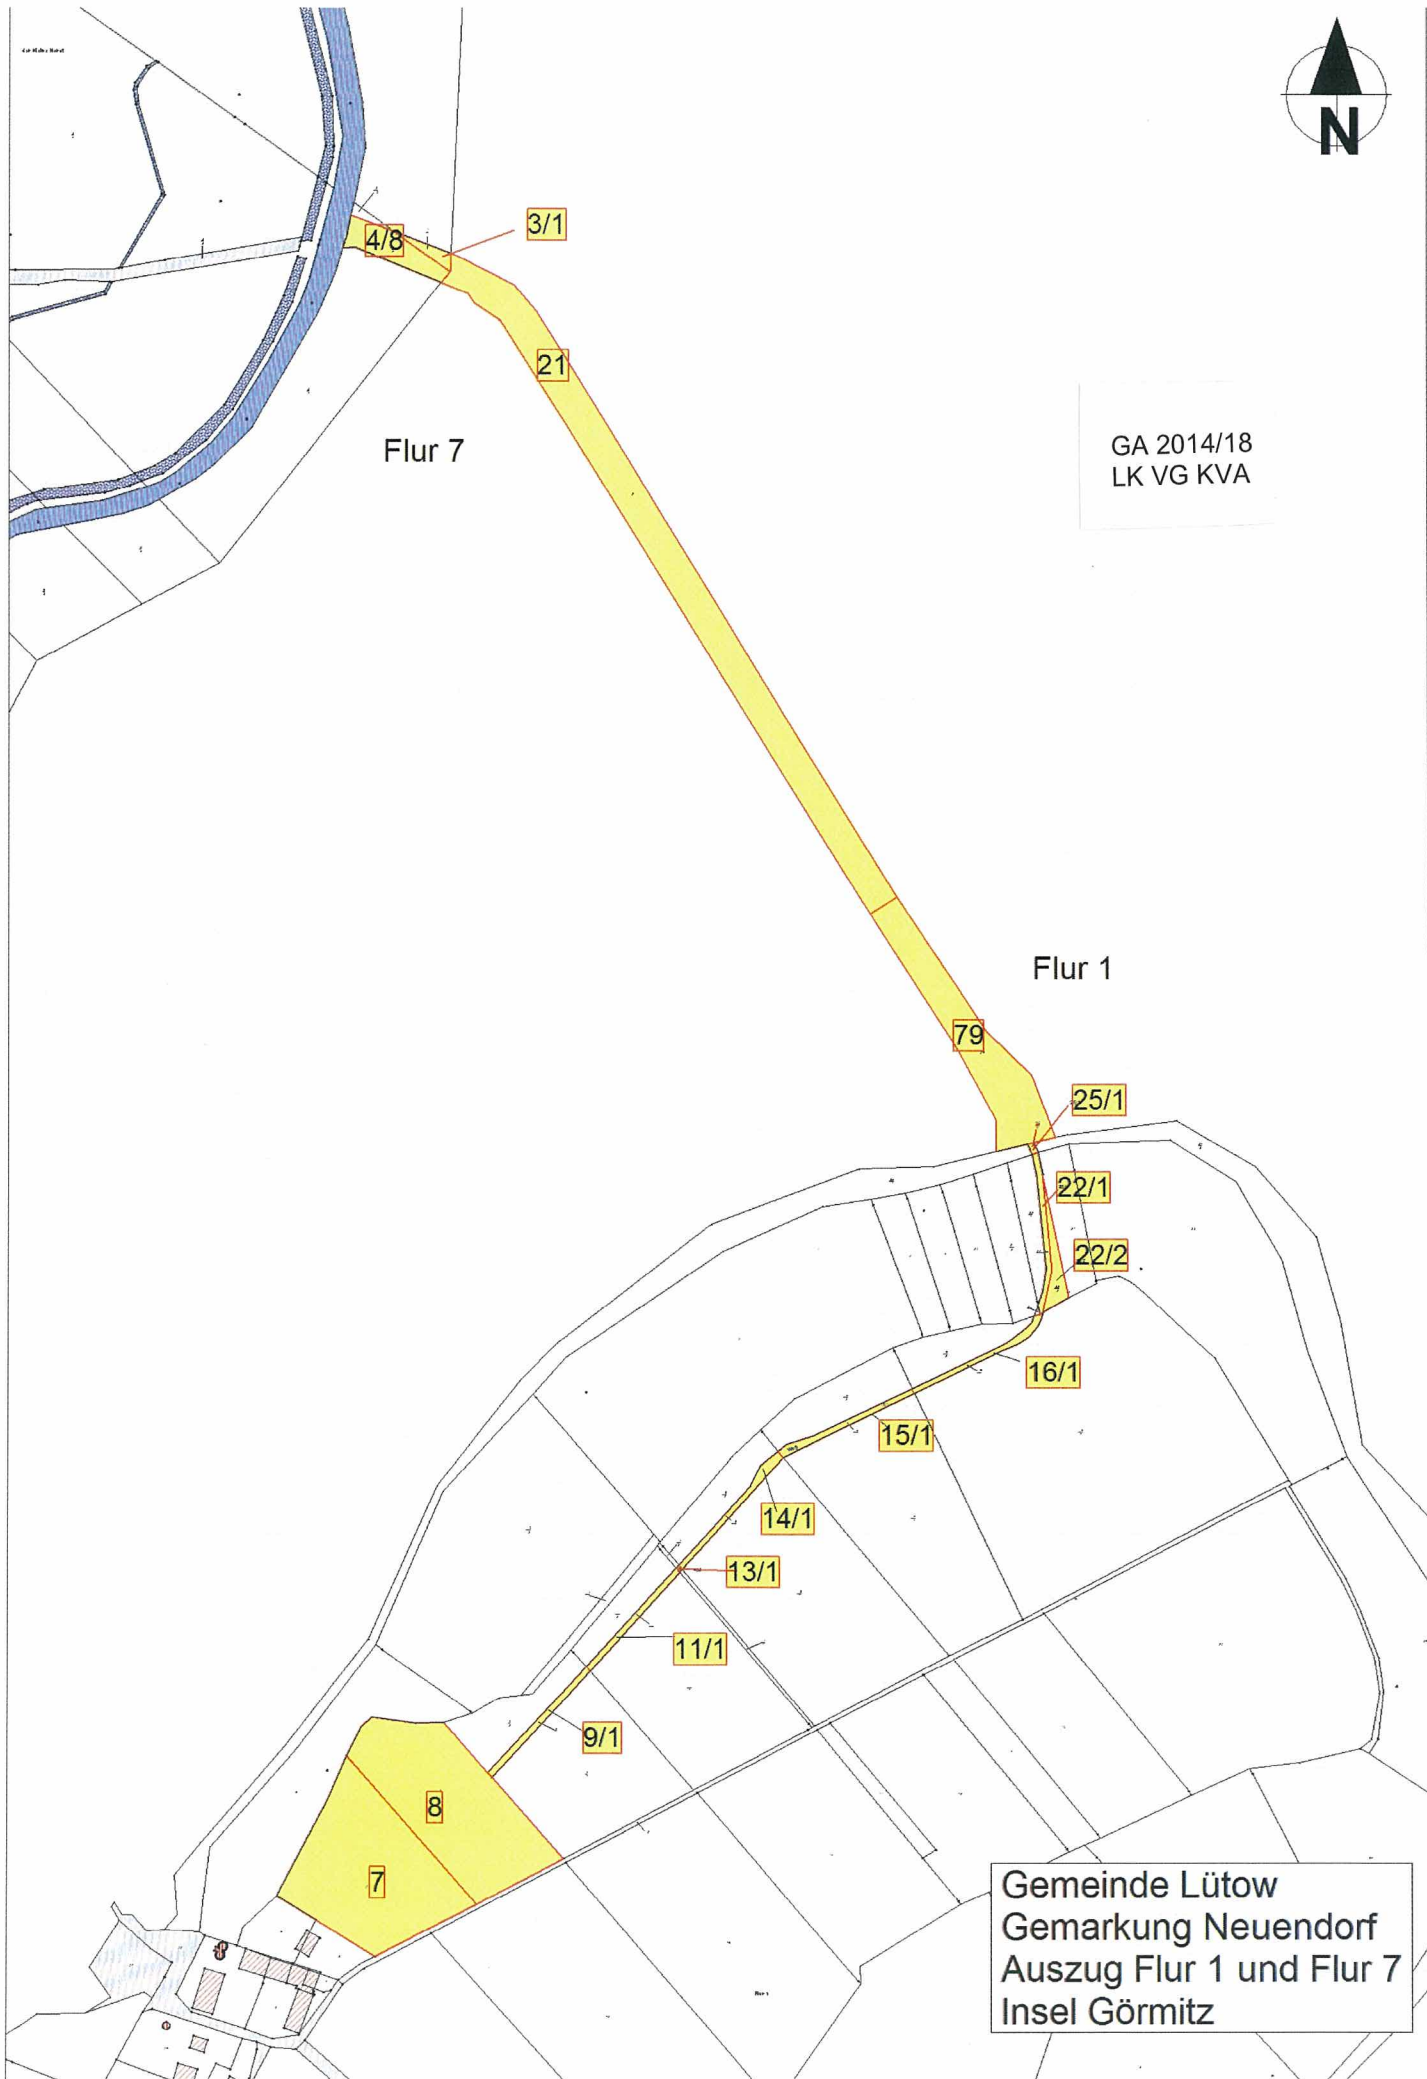 N
3/1
4/8
21
Flur 7
GA 2014/18
LK VG KVA
Flur 1
79
25/1
22/1
22/2
16/1
15/1
14/1
13/1
11/1
9/1
8
7
Gemeinde Lütow
Gemarkung Neuendorf
Auszug Flur 1 und Flur 7
Insel Görmitz